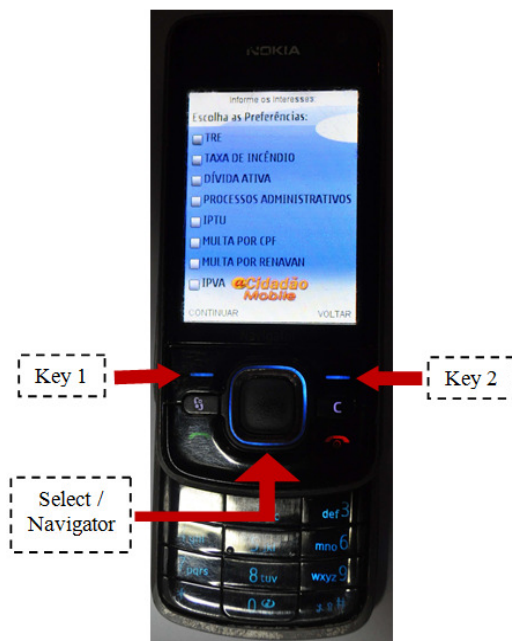 NOKIA
Informe os interesses:
Escolha as Preferências:
TRE
TAXA DE INCÊNDIO
DÍVIDA ATIVA
PROCESSOS ADMINISTRATIVOS
IPTU
MULTA POR CPF
MULTA POR RENAVAN
IPVA
@Cidadão
Mobile
CONTINUAR VOLTAR
Key 1
Key 2
C
Select /
Navigator
def 3
mno 6
8 tuv
wxyz 9
0